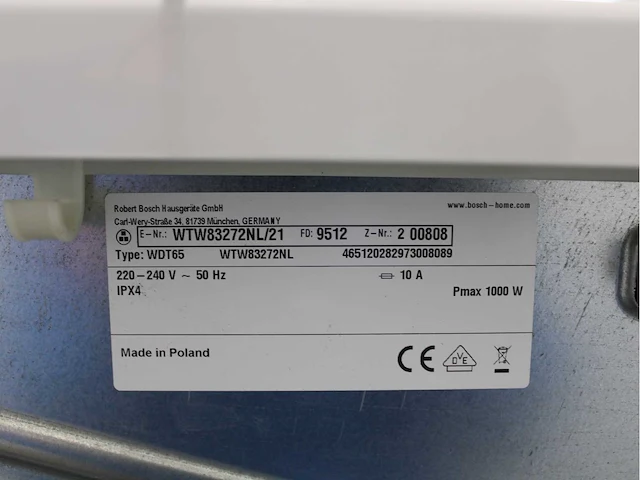 Robert Bosch Hausgeräte GmbH
www.bosch-home.com
Carl-Wery-Straße 34, 81739 München, GERMANY
E-Nr.: WTW83272NL/21 FD: 9512 Z-Nr.: 2 00808
Type: WDT65 WTW83272NL 465120282973008089
220-240 V ~ 50 Hz 10 A
IPX4 Pmax 1000 W
Made in Poland CE DVE